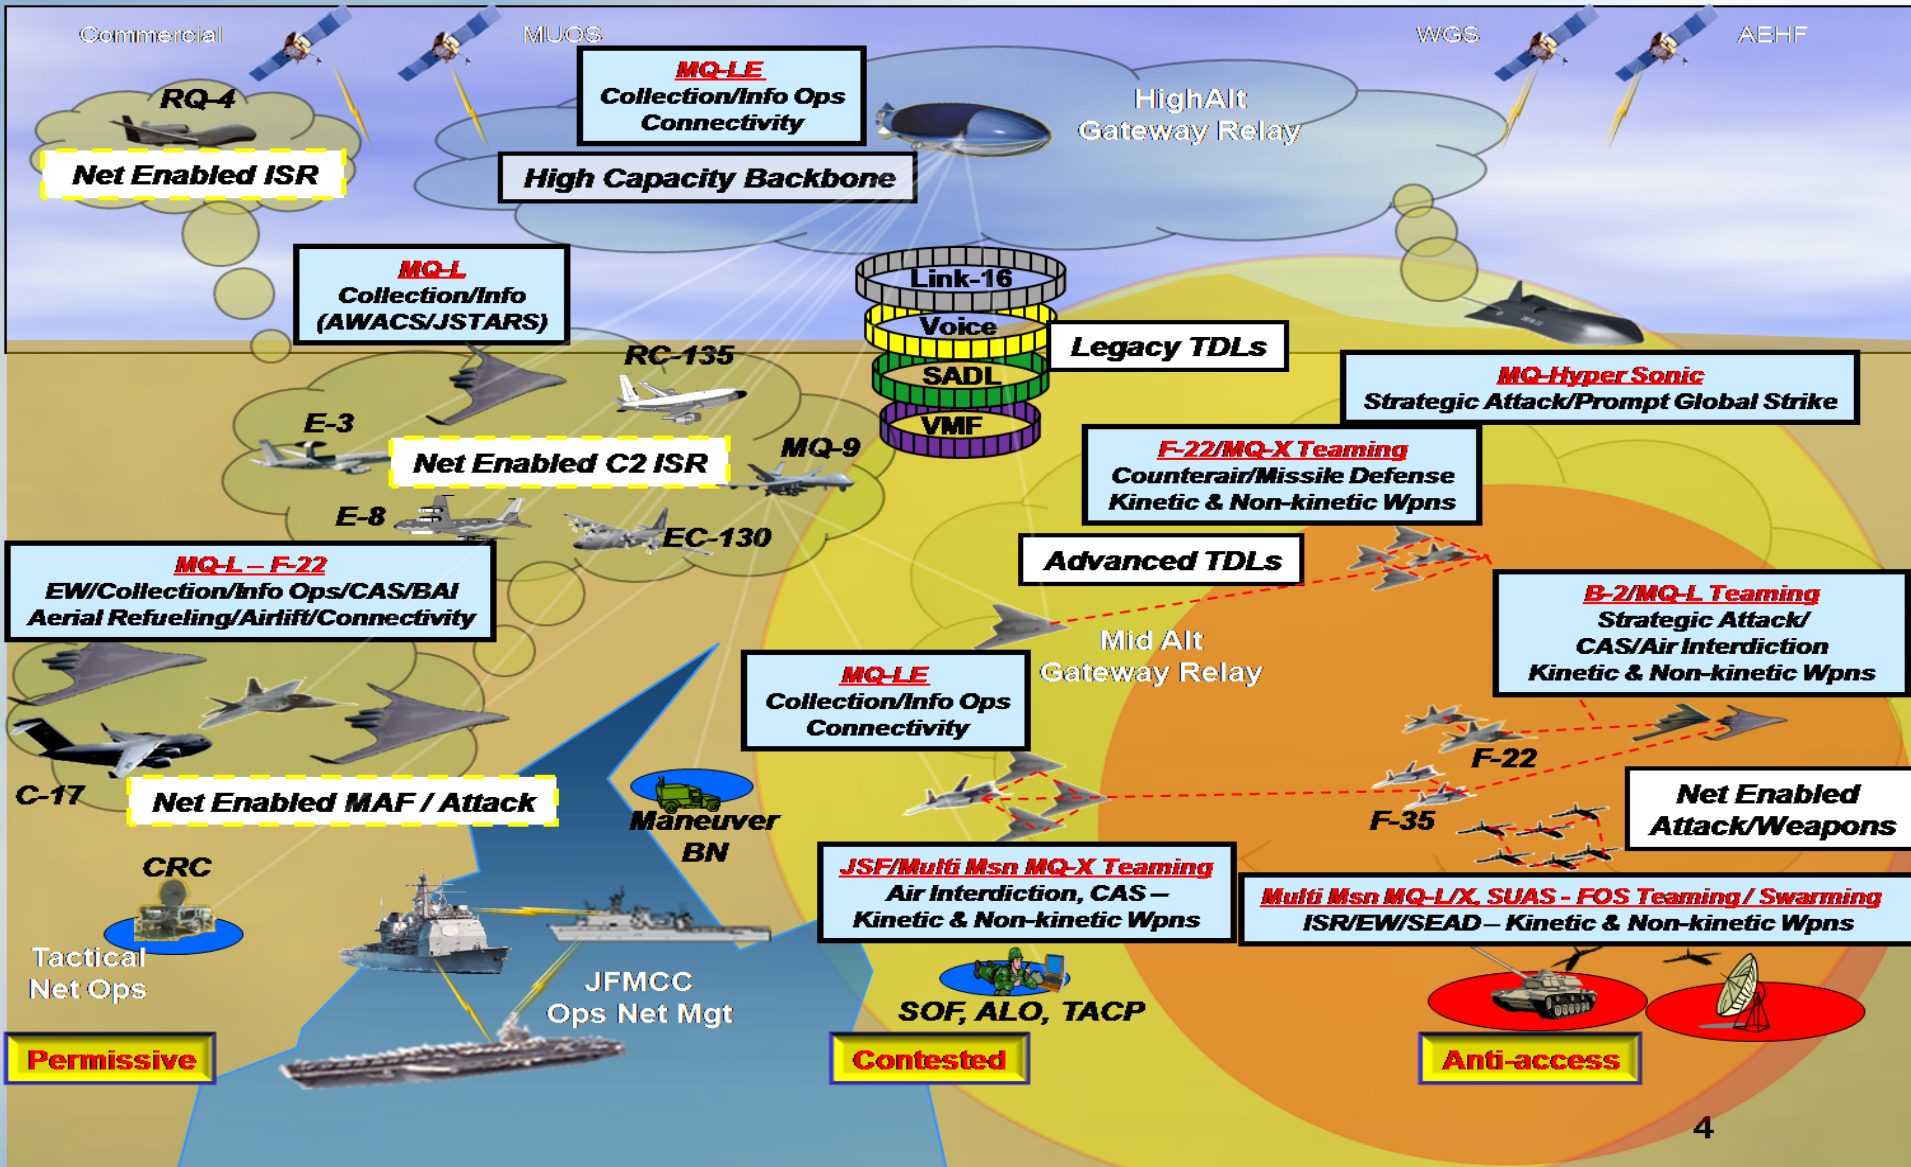 Commercial
MUOS
WGS
AEHF
RQ-4
Net Enabled ISR
MQ-LE
Collection/Info Ops
Connectivity
High Capacity Backbone
HighAlt
Gateway Relay
MQ-L
Collection/Info
(AWACS/JSTARS)
Link-16
Voice
SADL
VMF
Legacy TDLs
MQ-Hyper Sonic
Strategic Attack/Prompt Global Strike
RC-135
E-3
Net Enabled C2 ISR
MQ-9
E-8
EC-130
F-22/MQ-X Teaming
Counterair/Missile Defense
Kinetic & Non-kinetic Wpns
Advanced TDLs
MQ-L – F-22
EW/Collection/Info Ops/CAS/BAI
Aerial Refueling/Airlift/Connectivity
B-2/MQ-L Teaming
Strategic Attack/
CAS/Air Interdiction
Kinetic & Non-kinetic Wpns
Mid Alt
Gateway Relay
MQ-LE
Collection/Info Ops
Connectivity
C-17
Net Enabled MAF / Attack
Maneuver
BN
F-22
F-35
Net Enabled
Attack/Weapons
CRC
Tactical
Net Ops
JSF/Multi Msn MQ-X Teaming
Air Interdiction, CAS –
Kinetic & Non-kinetic Wpns
Multi Msn MQ-L/X, SUAS - FOS Teaming / Swarming
ISR/EW/SEAD – Kinetic & Non-kinetic Wpns
JFMCC
Ops Net Mgt
SOF, ALO, TACP
Permissive
Contested
Anti-access
4